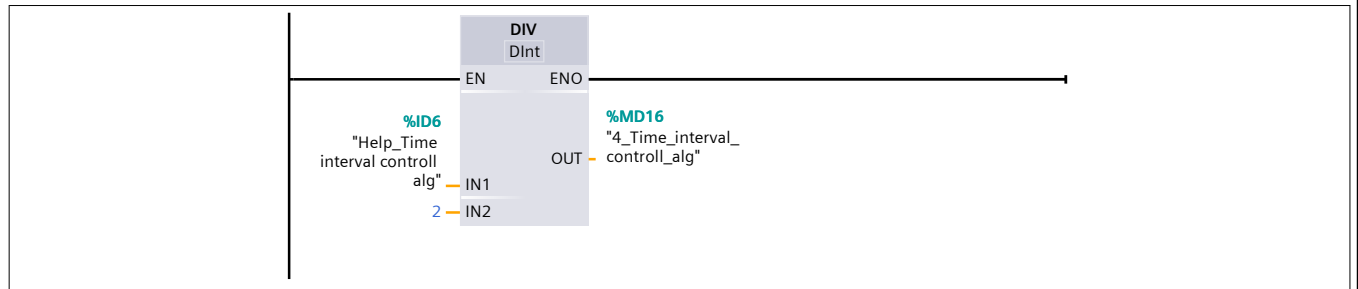 DIV
DInt
EN ENO
%ID6
"Help_Time
interval controll
alg"
%MD16
"4_Time_interval_
controll_alg"
OUT
IN1
2
IN2